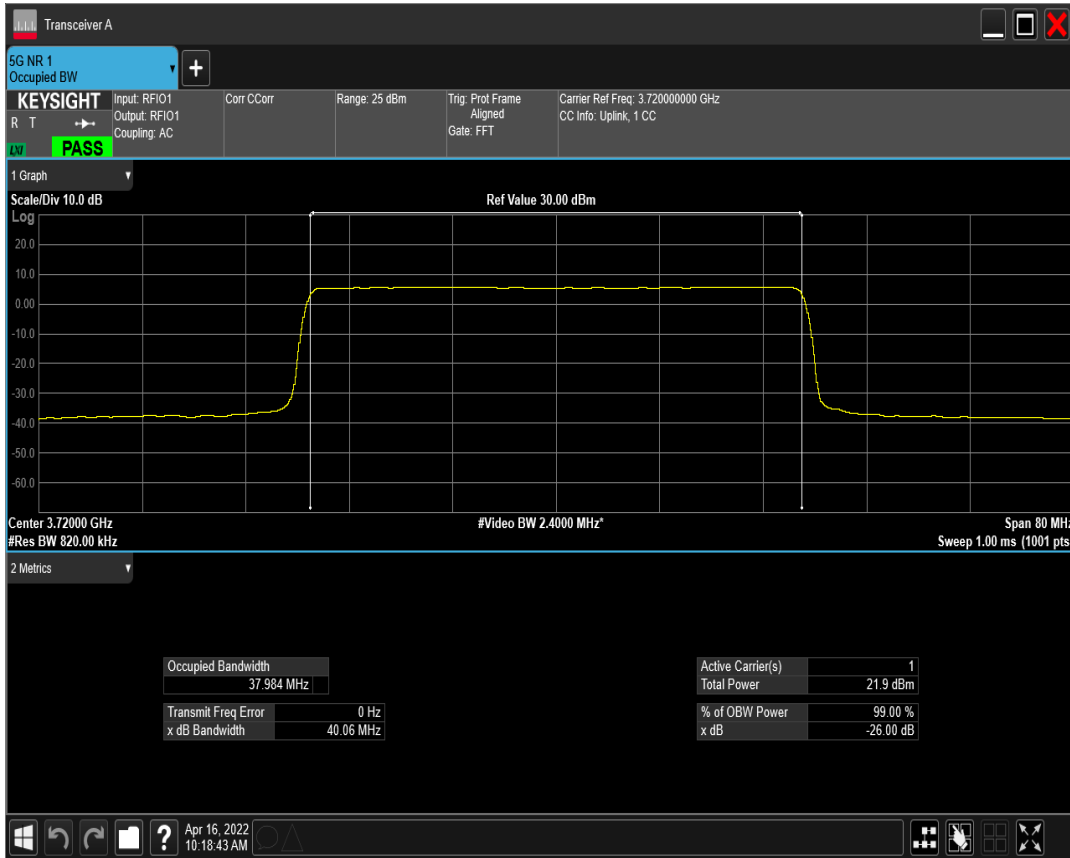 Transceiver A
5G NR 1
Occupied BW
KEYSIGHT
R T
LXI
PASS
Input: RFIO1
Output: RFIO1
Coupling: AC
Corr CCorr
Range: 25 dBm
Trig: Prot Frame
Aligned
Gate: FFT
Carrier Ref Freq: 3.720000000 GHz
CC Info: Uplink, 1 CC
1 Graph
Scale/Div 10.0 dB
Ref Value 30.00 dBm
Log
20.0
10.0
0.00
-10.0
-20.0
-30.0
-40.0
-50.0
-60.0
Center 3.72000 GHz
#Video BW 2.4000 MHz*
Span 80 MHz
#Res BW 820.00 kHz
Sweep 1.00 ms (1001 pts
2 Metrics
Occupied Bandwidth
37.984 MHz
Transmit Freq Error 0 Hz
x dB Bandwidth 40.06 MHz
Active Carrier(s) 1
Total Power 21.9 dBm
% of OBW Power 99.00 %
x dB -26.00 dB
?
Apr 16, 2022
10:18:43 AM